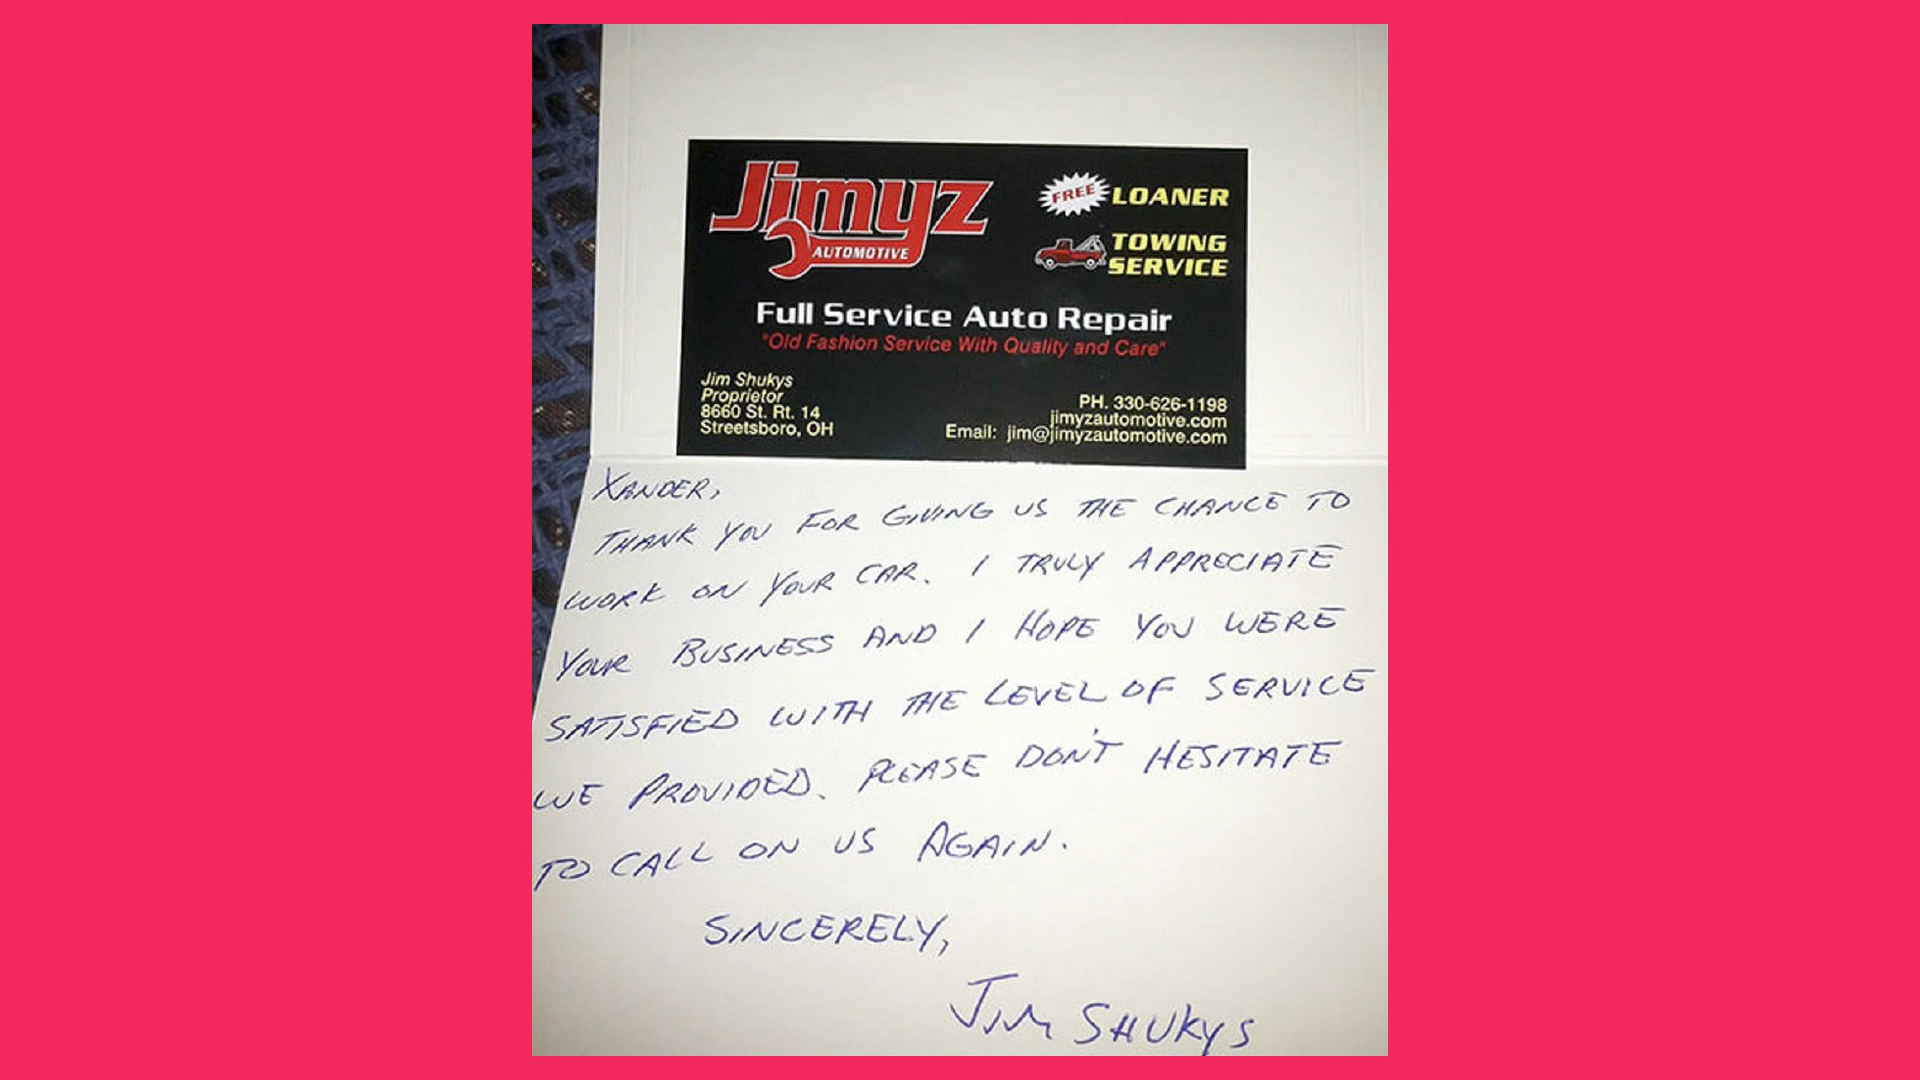 Jimyz
AUTOMOTIVE
FREE LOANER
TOWING
SERVICE
Full Service Auto Repair
"Old Fashion Service With Quality and Care"
Jim Shukys
Proprietor
8660 St. Rt. 14
Streetsboro, OH
PH. 330-626-1198
jimyzautomotive.com
Email: jim@jimyzautomotive.com
XANDER,
THANK YOU FOR GIVING US THE CHANCE TO
WORK ON YOUR CAR. I TRULY APPRECIATE
YOUR BUSINESS AND I HOPE YOU WERE
SATISFIED WITH THE LEVEL OF SERVICE
WE PROVIDED. PLEASE DON'T HESITATE
TO CALL ON US AGAIN.
SINCERELY,
JIM SHUKYS